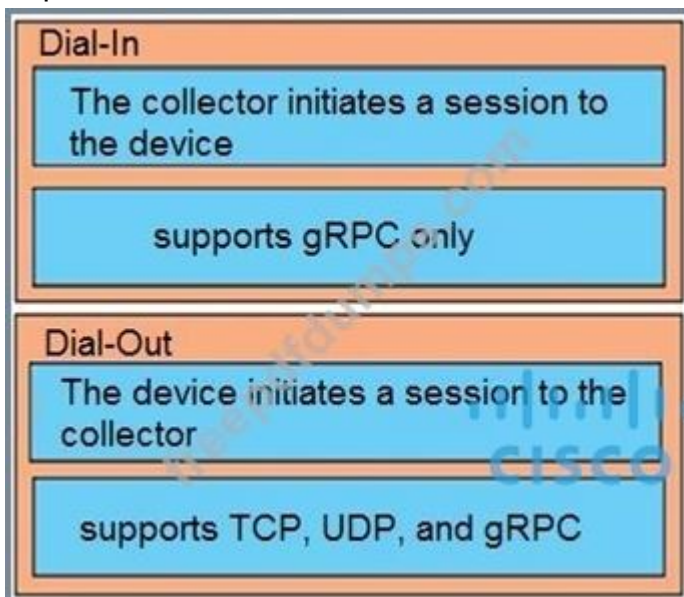 Dial-In
The collector initiates a session to
the device
supports gRPC only
Dial-Out
The device initiates a session to the
collector
CISCO
supports TCP, UDP, and gRPC